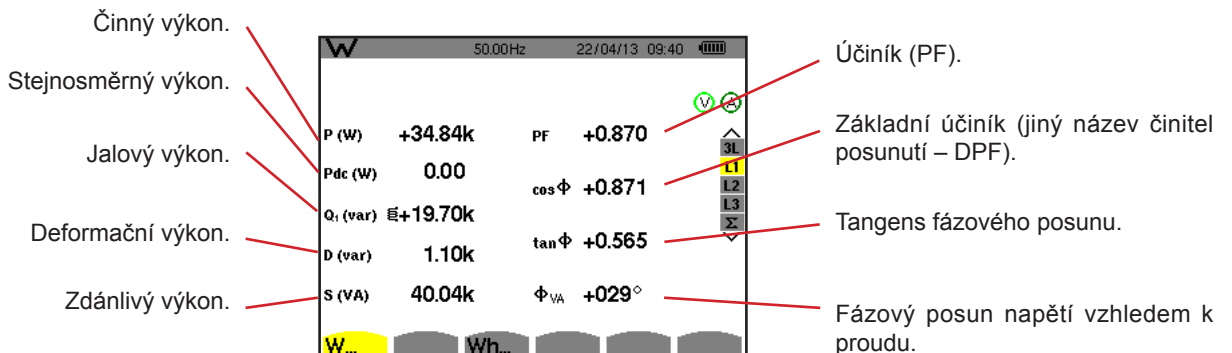 Činný výkon.
Stejnosměrný výkon.
Jalový výkon.
Deformační výkon.
Zdánlivý výkon.
W 50.00Hz 22/04/13 09:40
V A
P (W) +34.84k PF +0.870
Pdc (W) 0.00 cos Φ +0.871
Q₁ (var) +19.70k tan Φ +0.565
D (var) 1.10k
S (VA) 40.04k ΦVA +029°
3L
L1
L2
L3
Σ
W... Wh...
Účiník (PF).
Základní účiník (jiný název činitel
posunutí – DPF).
Tangens fázového posunu.
Fázový posun napětí vzhledem k
proudu.